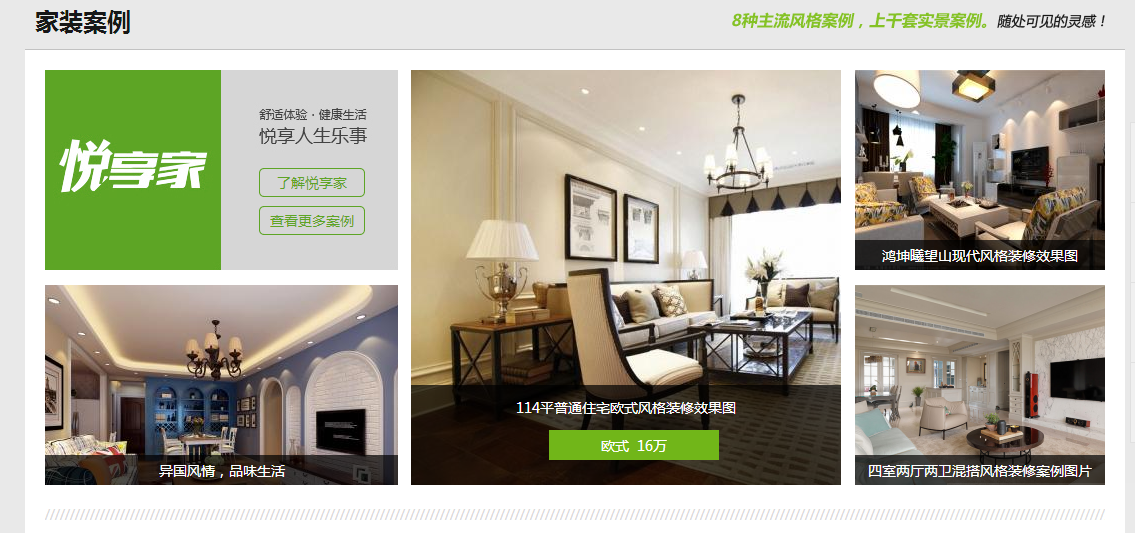 家装案例
8种主流风格案例，上千套实景案例。随处可见的灵感！
悦享家
舒适体验·健康生活
悦享人生乐事
了解悦享家
查看更多案例
114平普通住宅欧式风格装修效果图
欧式 16万
鸿坤曦望山现代风格装修效果图
异国风情，品味生活
四室两厅两卫混搭风格装修案例图片